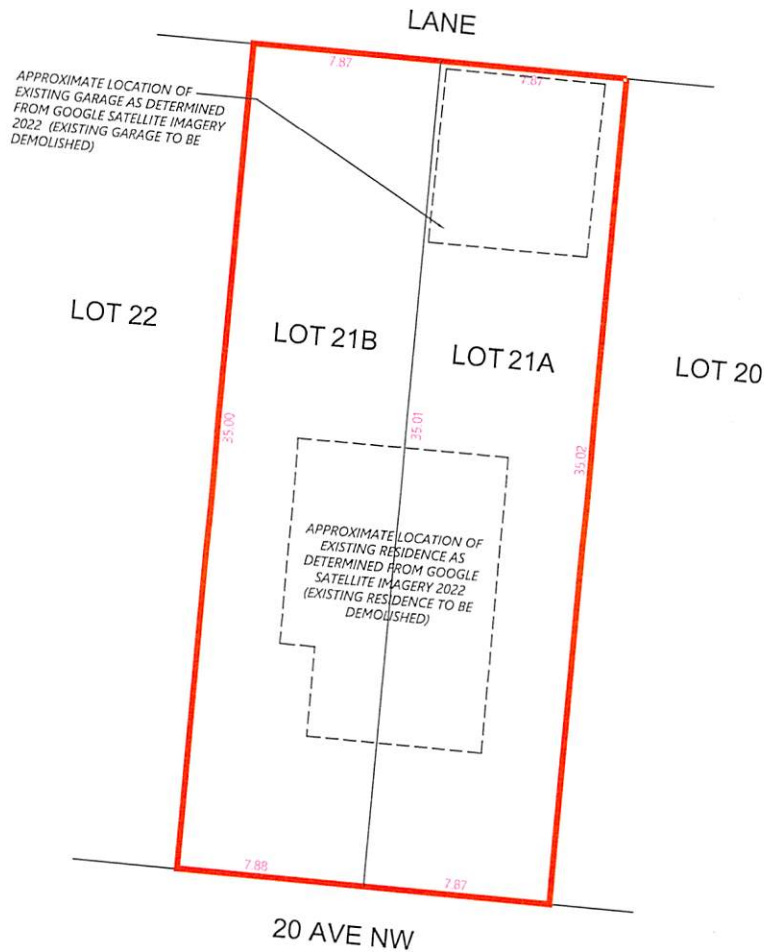 LANE
7.87
7.87
APPROXIMATE LOCATION OF
EXISTING GARAGE AS DETERMINED
FROM GOOGLE SATELLITE IMAGERY
2022 (EXISTING GARAGE TO BE
DEMOLISHED)
LOT 22
LOT 21B
LOT 21A
LOT 20
35.00
35.01
35.02
APPROXIMATE LOCATION OF
EXISTING RESIDENCE AS
DETERMINED FROM GOOGLE
SATELLITE IMAGERY 2022
(EXISTING RESIDENCE TO BE
DEMOLISHED)
7.88
7.87
20 AVE NW